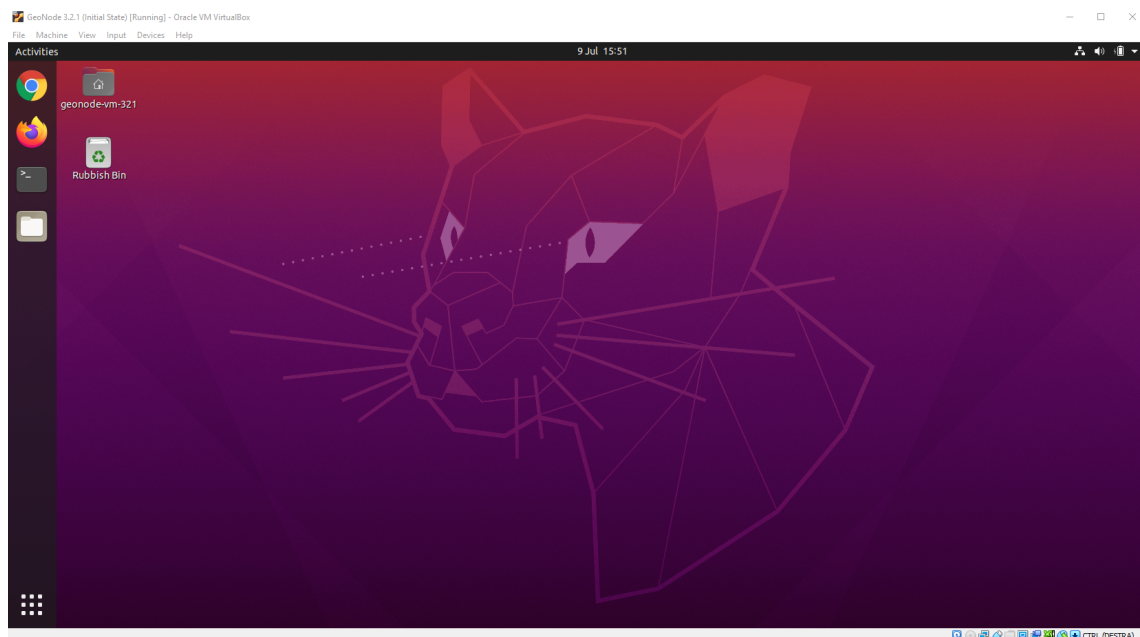 GeoNode 3.2.1 (Initial State) [Running] - Oracle VM VirtualBox
File Machine View Input Devices Help
Activities 9 Jul 15:51
geonode-vm-321
Rubbish Bin
CTRL (DESTRA)